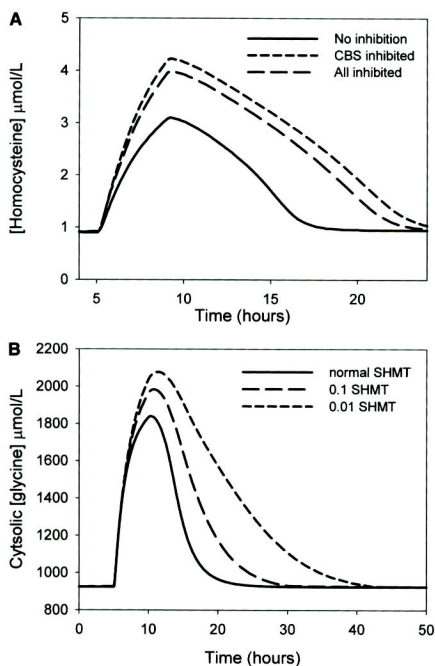 A
5
4
3
2
1
0
[Homocysteine] µmol/L
No inhibition
CBS inhibited
All inhibited
5
10
15
20
Time (hours)
B
2200
2000
1800
1600
1400
1200
1000
800
Cytsolic [glycine] µmol/L
normal SHMT
0.1 SHMT
0.01 SHMT
0
10
20
30
40
50
Time (hours)